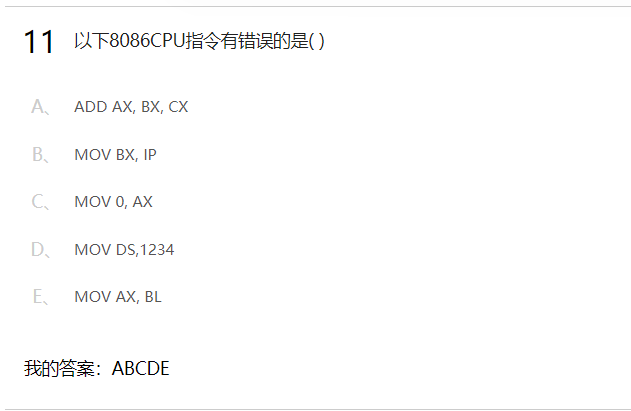 11 以下8086CPU指令有错误的是( )
A、 ADD AX, BX, CX
B、 MOV BX, IP
C、 MOV 0, AX
D、 MOV DS,1234
E、 MOV AX, BL
我的答案：ABCDE